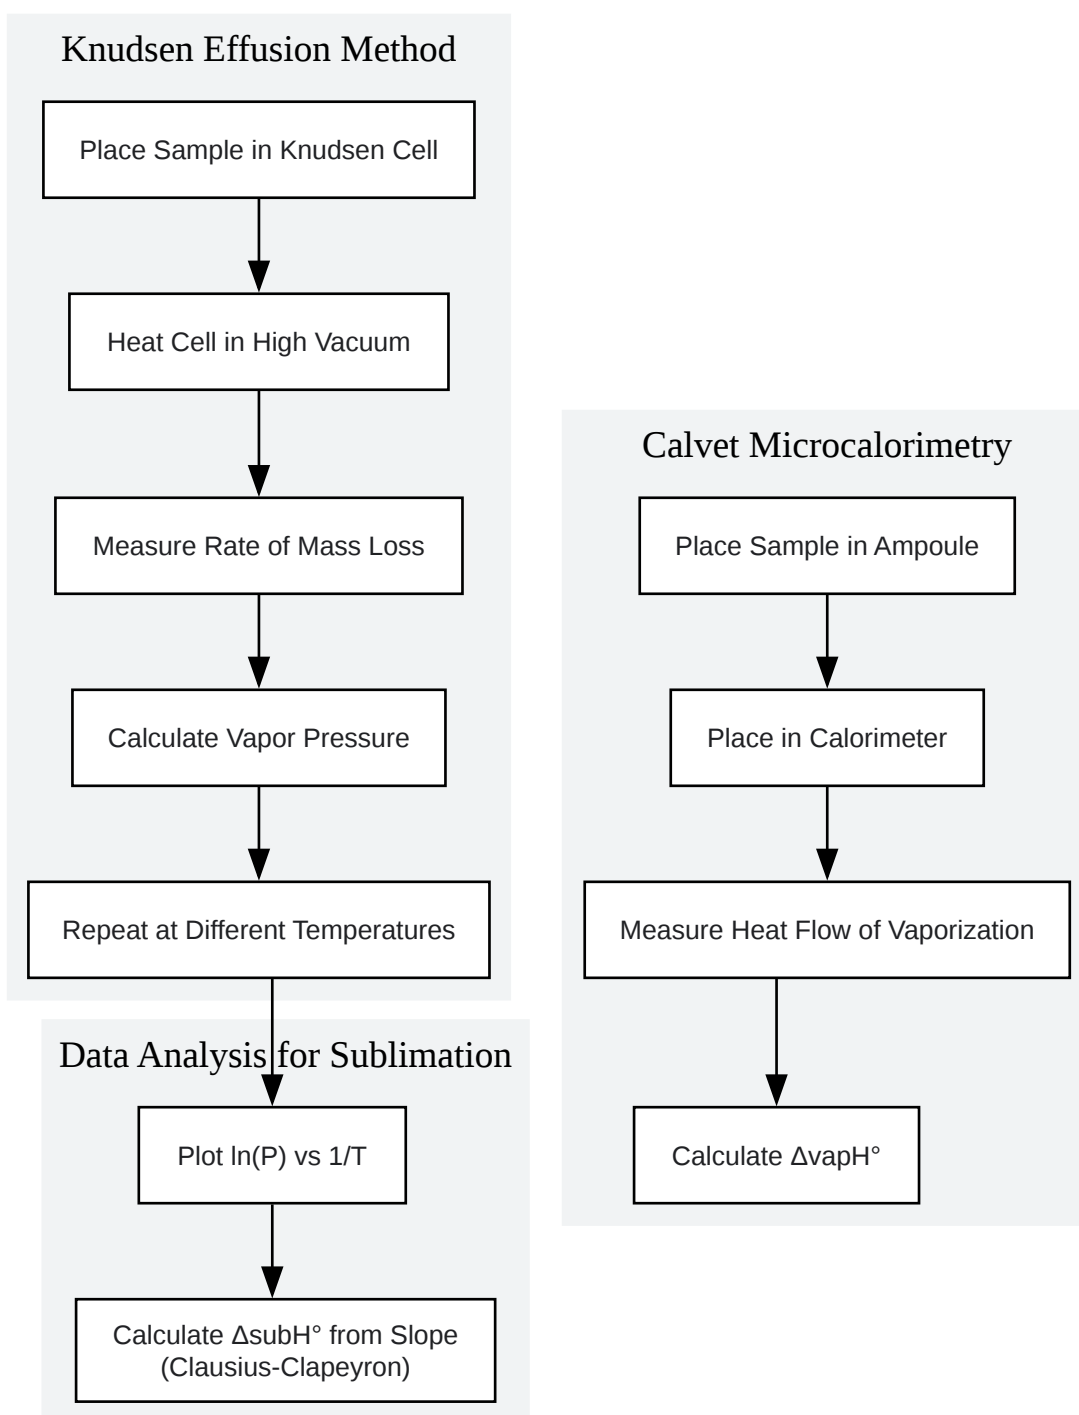 Knudsen Effusion Method
Place Sample in Knudsen Cell
Heat Cell in High Vacuum
Measure Rate of Mass Loss
Calculate Vapor Pressure
Repeat at Different Temperatures
Data Analysis for Sublimation
Plot ln(P) vs 1/T
Calculate ΔsubH° from Slope
(Clausius-Clapeyron)
Calvet Microcalorimetry
Place Sample in Ampoule
Place in Calorimeter
Measure Heat Flow of Vaporization
Calculate ΔvapH°